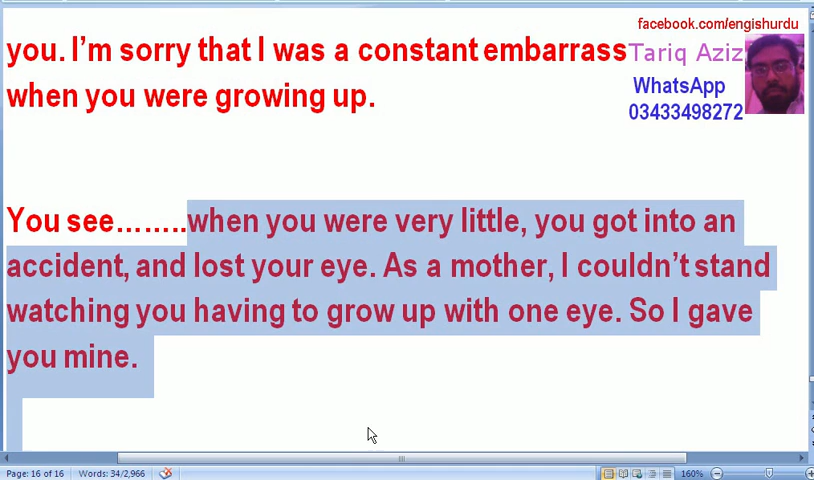 facebook.com/engishurdu
you. I’m sorry that I was a constant embarrass
Tariq Aziz
WhatsApp
03433498272
when you were growing up.
You see……..when you were very little, you got into an
accident, and lost your eye. As a mother, I couldn’t stand
watching you having to grow up with one eye. So I gave
you mine.
Page: 16 of 16 Words: 34/2,966 160%